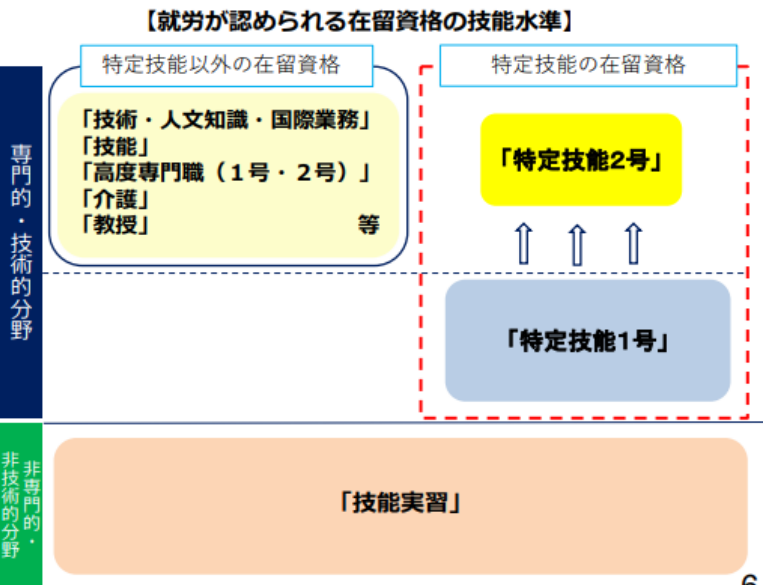 【就労が認められる在留資格の技能水準】
特定技能以外の在留資格
特定技能の在留資格
専門的・技術的分野
「技術・人文知識・国際業務」
「技能」
「高度専門職（１号・２号）」
「介護」
「教授」 等
「特定技能2号」
「特定技能1号」
非専門的・
非技術的分野
「技能実習」
6